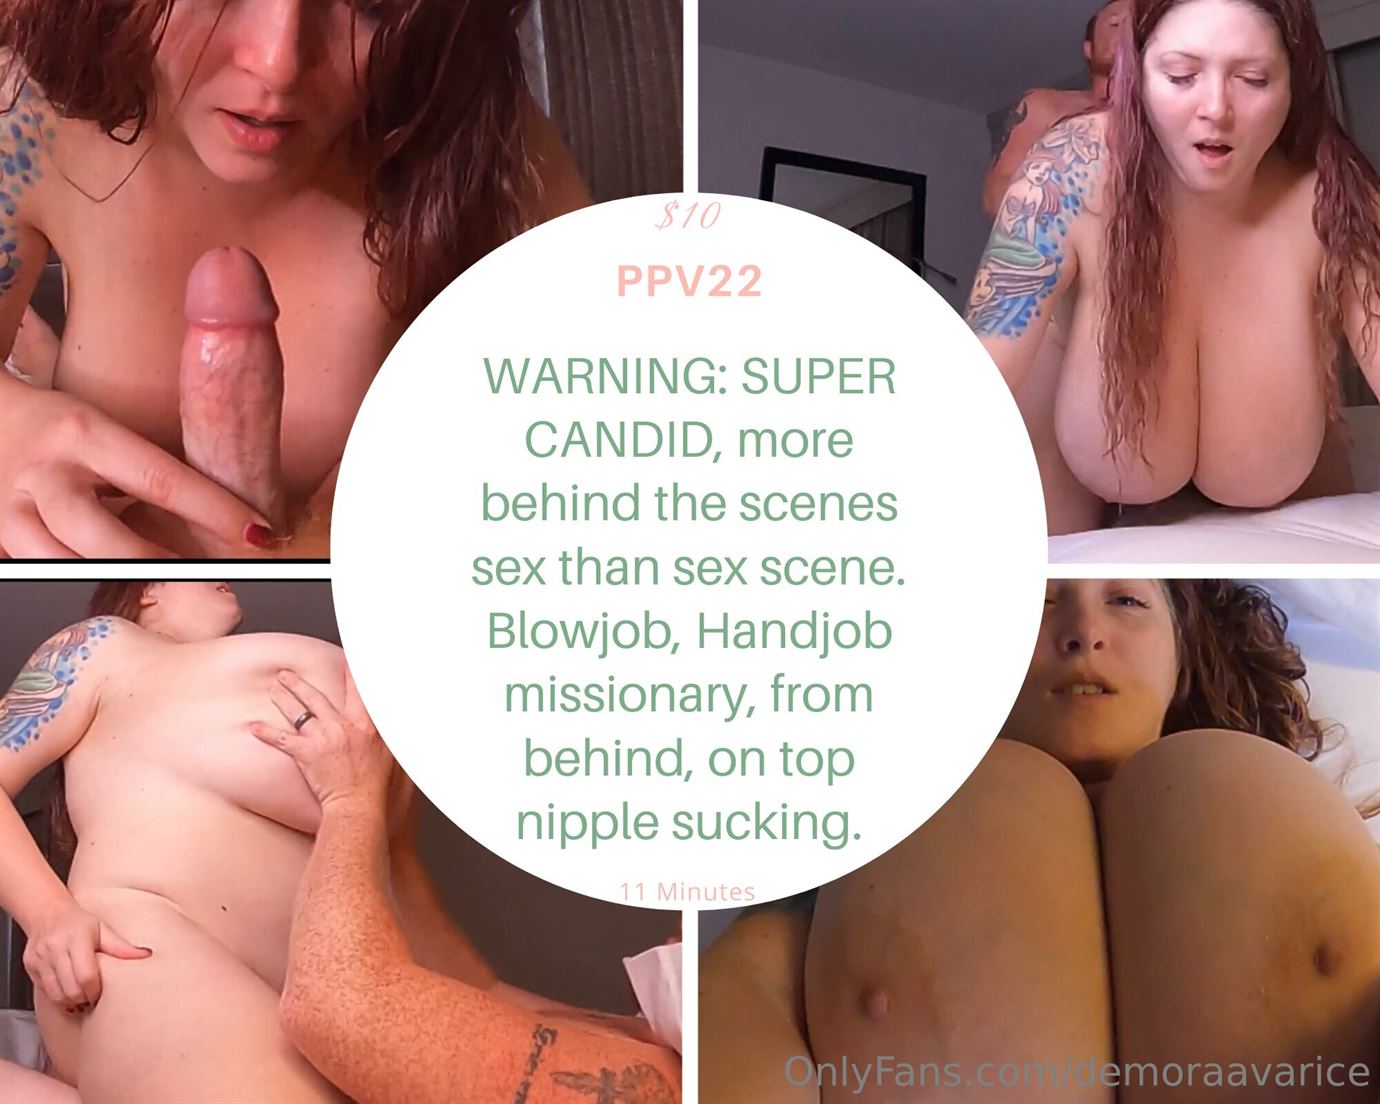 $10
PPV22
WARNING: SUPER
CANDID, more
behind the scenes
sex than sex scene.
Blowjob, Handjob
missionary, from
behind, on top
nipple sucking.
11 Minutes
OnlyFans.com/demoraavarice